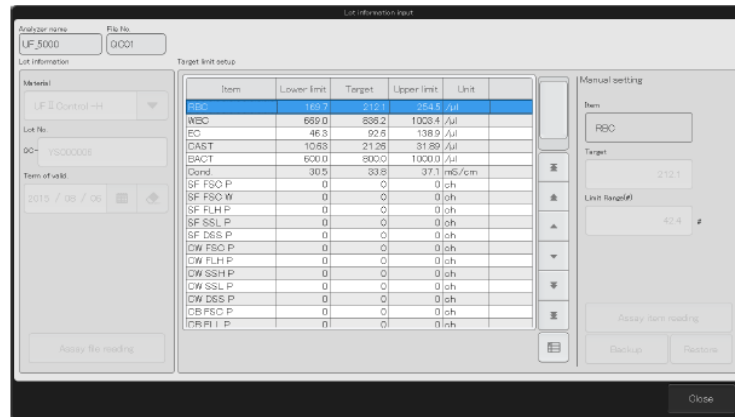 Lot information input
Analyzer name File No.
UF_5000 QC01
Lot information Target limit setup
Material
UF Ⅱ Control-H
Lot No.
QC- YS000006
Term of valid.
2015 / 08 / 06
Assay file reading
Item Lower limit Target Upper limit Unit
RBC 169.7 212.1 254.5 /μl
WBC 669.0 836.2 1003.4 /μl
EC 46.3 92.6 138.9 /μl
CAST 10.63 21.26 31.89 /μl
BACT 600.0 800.0 1000.0 /μl
Cond. 30.5 33.8 37.1 mS/cm
SF FSC P 0 0 0 ch
SF FSC W 0 0 0 ch
SF FLH P 0 0 0 ch
SF SSL P 0 0 0 ch
SF DSS P 0 0 0 ch
CW FSC P 0 0 0 ch
CW FLH P 0 0 0 ch
CW SSH P 0 0 0 ch
CW SSL P 0 0 0 ch
CW DSS P 0 0 0 ch
CB FSC P 0 0 0 ch
CB FLL P 0 0 0 ch
Manual setting
Item
RBC
Target
212.1
Limit Range(#)
42.4 #
Assay item reading
Backup Restore
Close